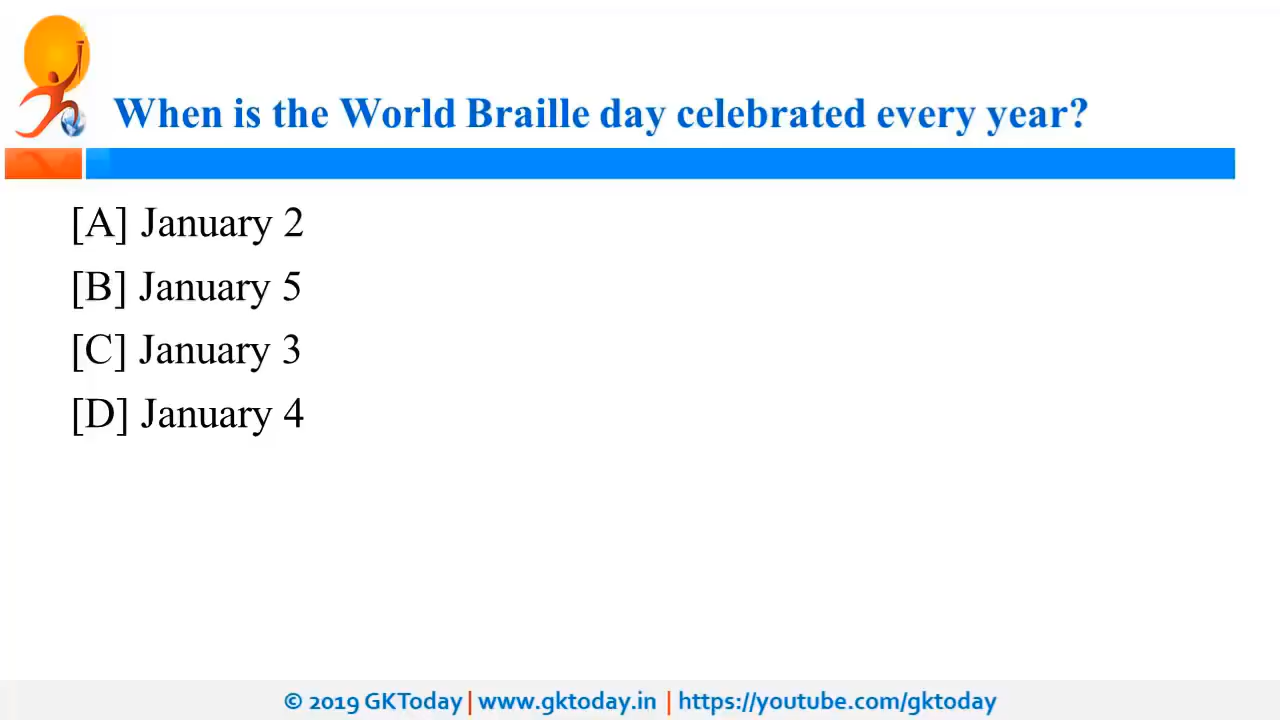 When is the World Braille day celebrated every year?
[A] January 2
[B] January 5
[C] January 3
[D] January 4
© 2019 GKToday | www.gktoday.in | https://youtube.com/gktoday